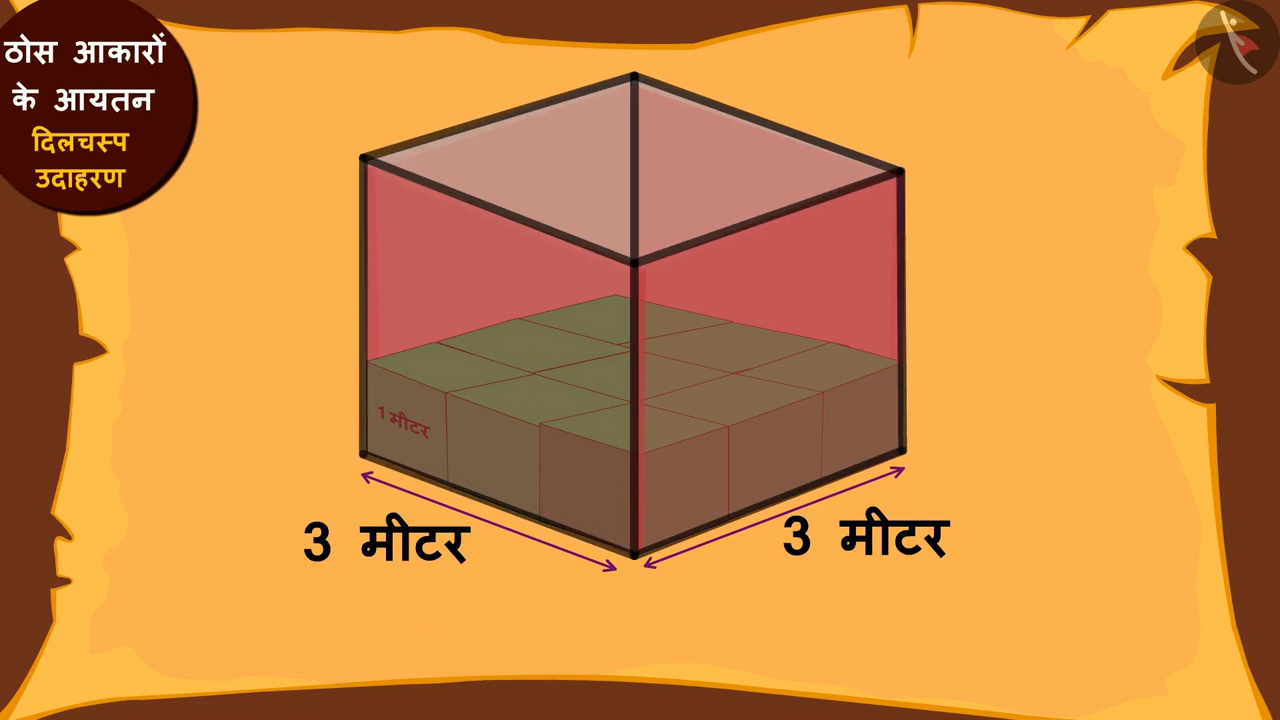 ठोस आकारों
के आयतन
दिलचस्प
उदाहरण
1 मीटर
3 मीटर
3 मीटर